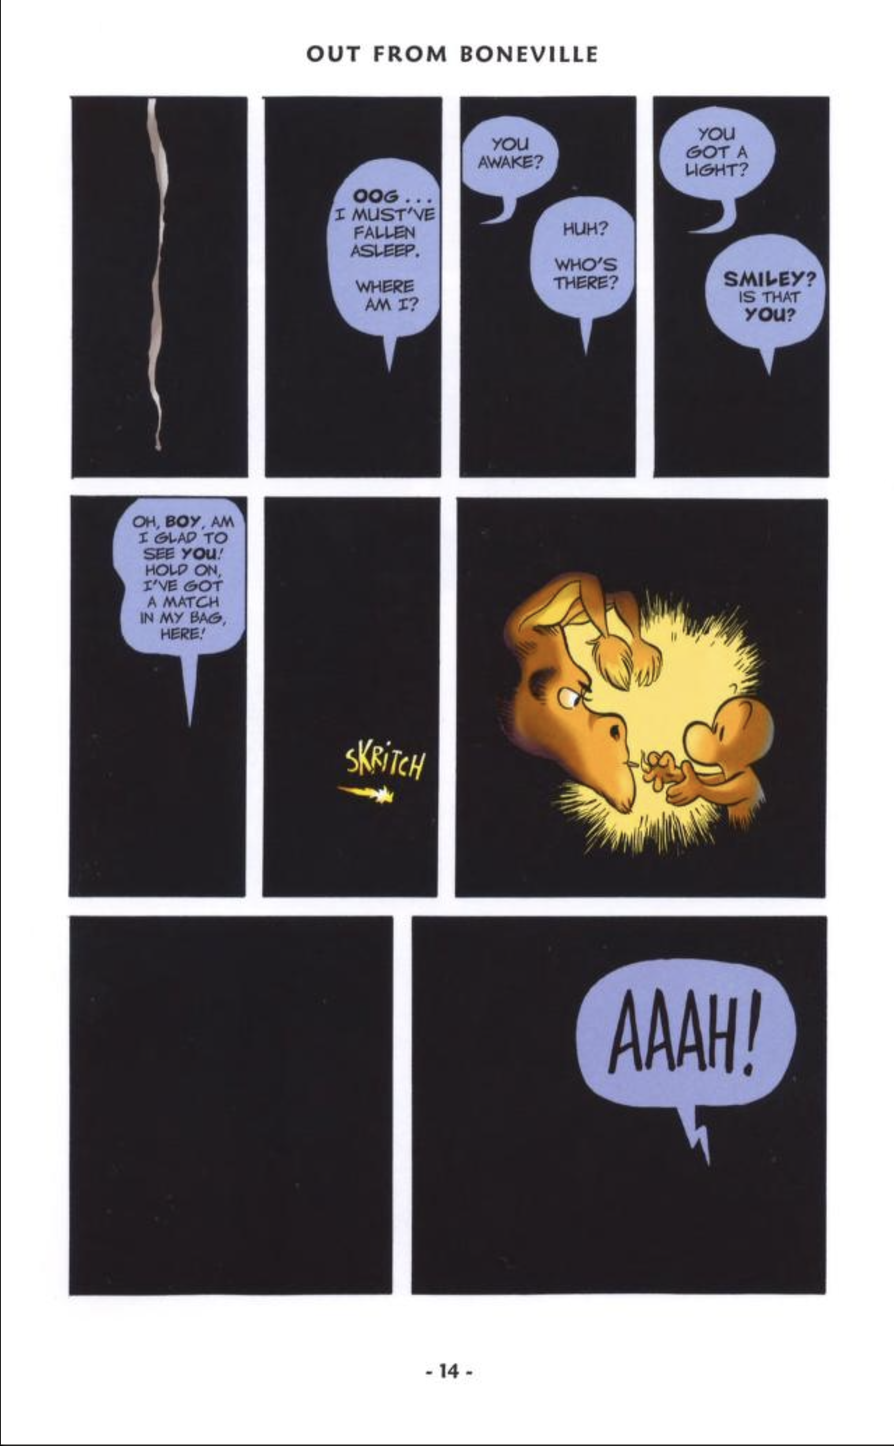 OUT FROM BONEVILLE
OOG...
I MUST'VE
FALLEN
ASLEEP.
WHERE
AM I?
YOU
AWAKE?
HUH?
WHO'S
THERE?
YOU
GOT A
LIGHT?
SMILEY?
IS THAT
YOU?
OH, BOY, AM
I GLAD TO
SEE YOU!
HOLD ON,
I'VE GOT
A MATCH
IN MY BAG,
HERE!
SKRITCH
AAAH!
- 14 -